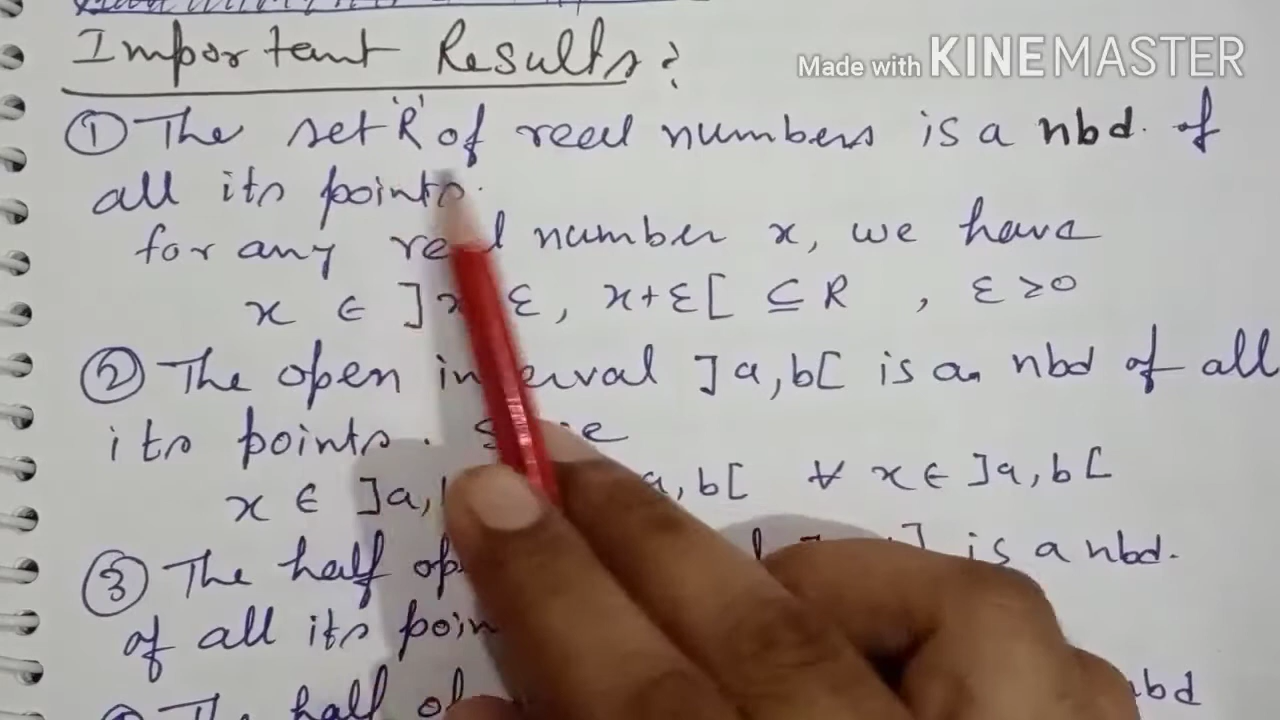 Important Results:
Made with KINEMASTER
① The set 'R' of real numbers is a nbd. of
all its points.
for any real number x, we have
x ∈ ]x ε, x+ε[ ⊆ R , ε>0
② The open interval ]a,b[ is a nbd of all
its points.
x ∈ ]a, a,b[ ∀ x ∈ ]a,b[
③ The half is a nbd.
of all its
The half nbd